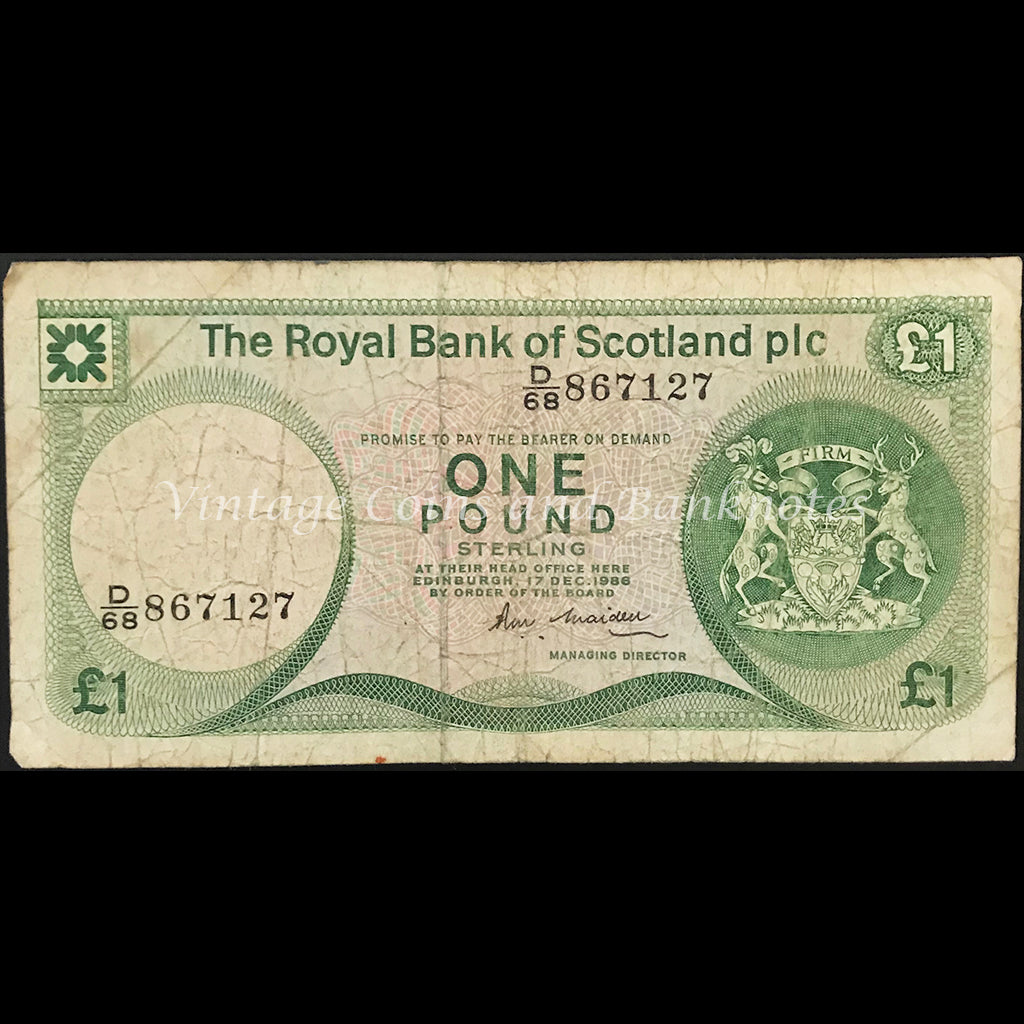 The Royal Bank of Scotland plc
£1
D/68 867127
PROMISE TO PAY THE BEARER ON DEMAND
ONE
POUND
STERLING
AT THEIR HEAD OFFICE HERE
EDINBURGH, 17 DEC. 1986
BY ORDER OF THE BOARD
MANAGING DIRECTOR
FIRM
D/68 867127
£1
£1
Vintage Coins and Banknotes